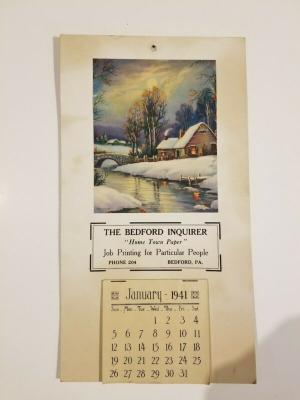 THE BEDFORD INQUIRER
"Home Town Paper"
Job Printing for Particular People
PHONE 204 BEDFORD, PA.
January - 1941
Sun. Mon. Tue. Wed. Thu. Fri. Sat.
1 2 3 4
5 6 7 8 9 10 11
12 13 14 15 16 17 18
19 20 21 22 23 24 25
26 27 28 29 30 31